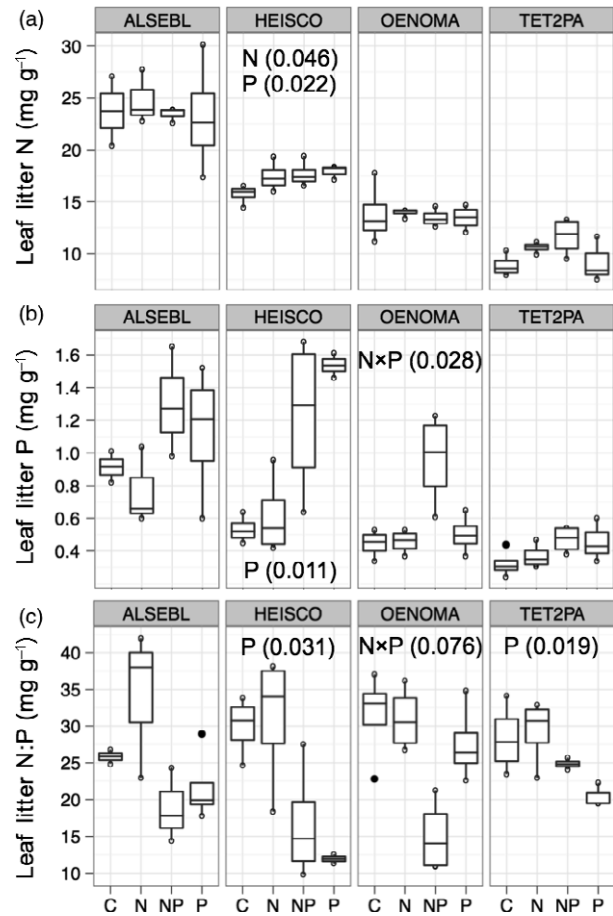 (a)
ALSEBL HEISCO OENOMA TET2PA
Leaf litter N (mg g⁻¹)
30
25
20
15
10
N (0.046)
P (0.022)
(b)
ALSEBL HEISCO OENOMA TET2PA
Leaf litter P (mg g⁻¹)
1.6
1.4
1.2
1.0
0.8
0.6
0.4
N×P (0.028)
P (0.011)
(c)
ALSEBL HEISCO OENOMA TET2PA
Leaf litter N:P (mg g⁻¹)
40
35
30
25
20
15
10
P (0.031) N×P (0.076) P (0.019)
C N NP P C N NP P C N NP P C N NP P